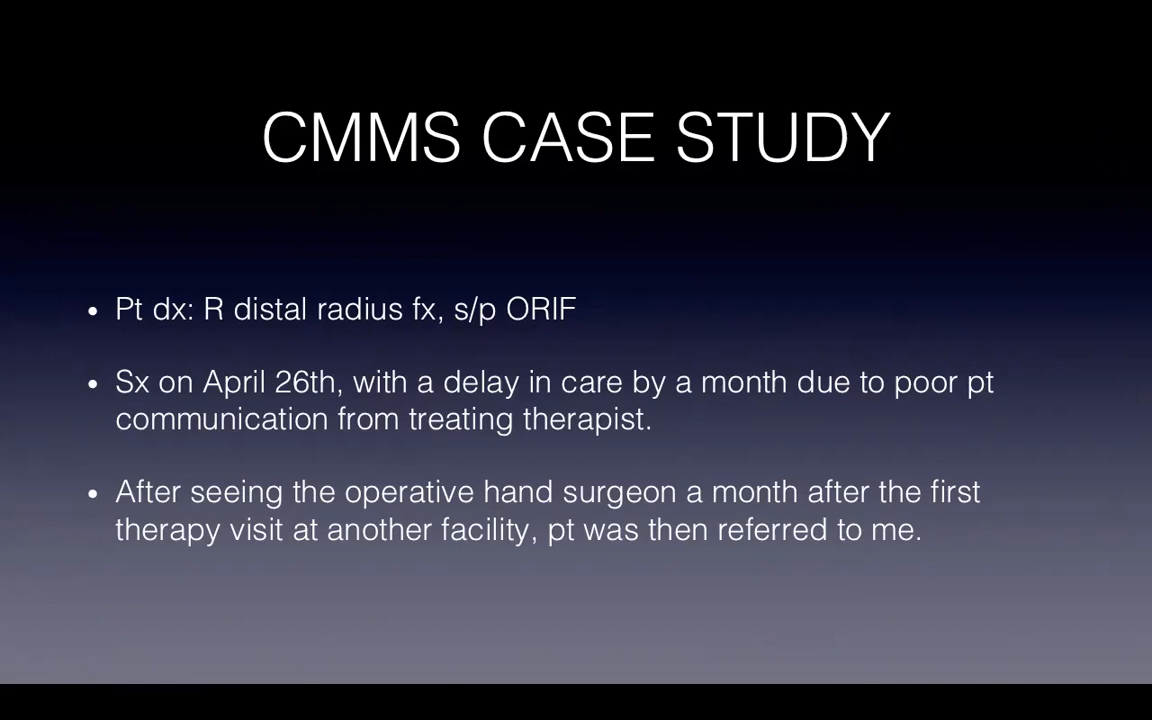 CMMS CASE STUDY
• Pt dx: R distal radius fx, s/p ORIF
• Sx on April 26th, with a delay in care by a month due to poor pt
communication from treating therapist.
• After seeing the operative hand surgeon a month after the first
therapy visit at another facility, pt was then referred to me.